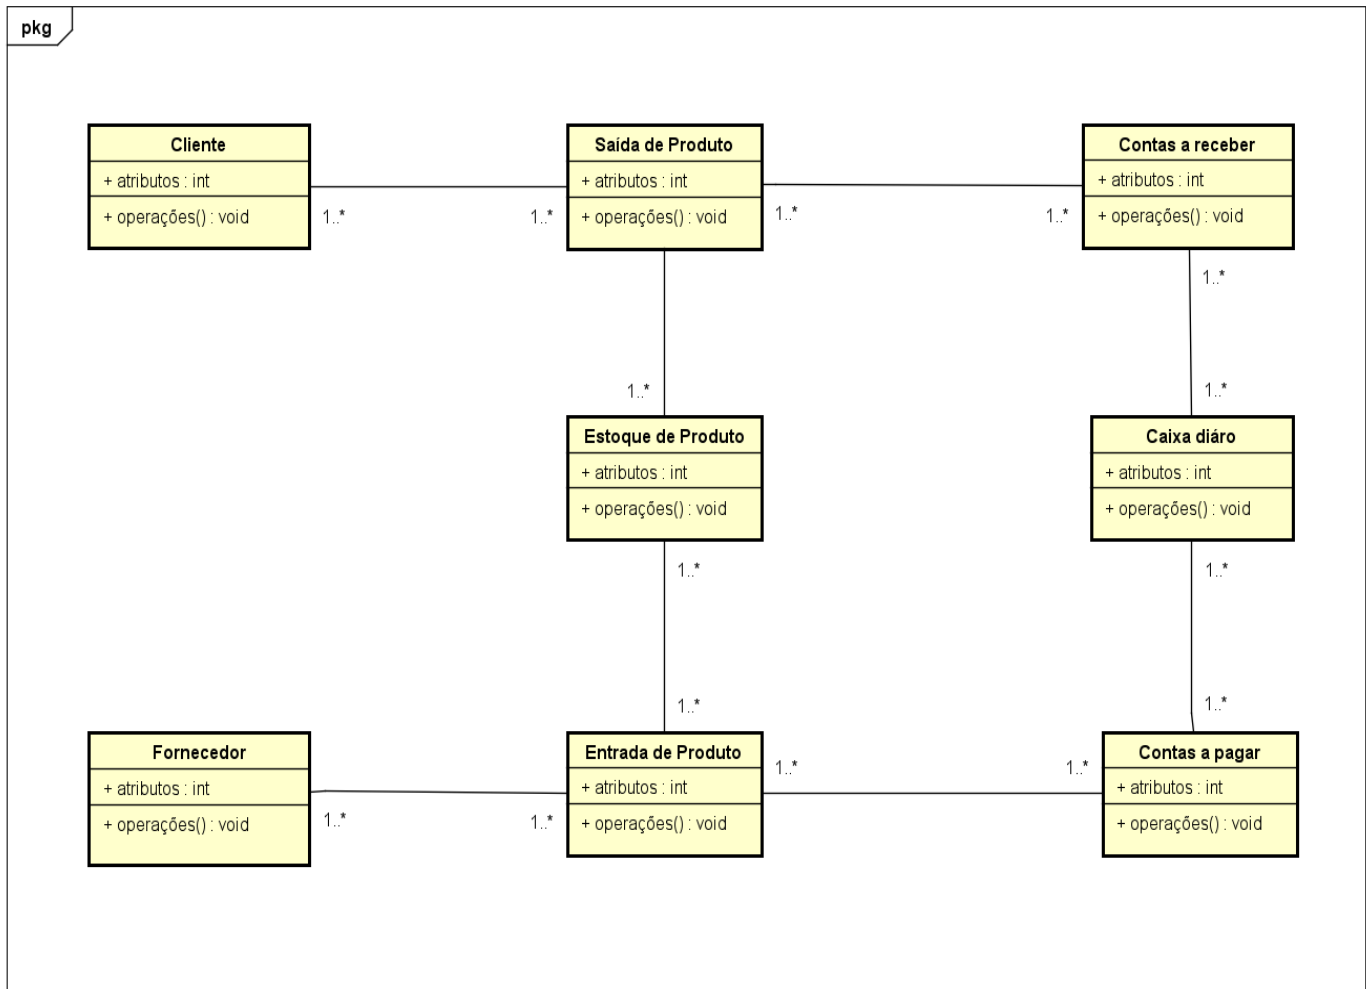 pkg
Cliente
+ atributos : int
+ operações() : void
1..*
1..*
Saída de Produto
+ atributos : int
+ operações() : void
1..*
1..*
Contas a receber
+ atributos : int
+ operações() : void
1..*
1..*
1..*
Estoque de Produto
+ atributos : int
+ operações() : void
1..*
Caixa diáro
+ atributos : int
+ operações() : void
1..*
1..*
1..*
Fornecedor
+ atributos : int
+ operações() : void
1..*
1..*
Entrada de Produto
+ atributos : int
+ operações() : void
1..*
1..*
Contas a pagar
+ atributos : int
+ operações() : void